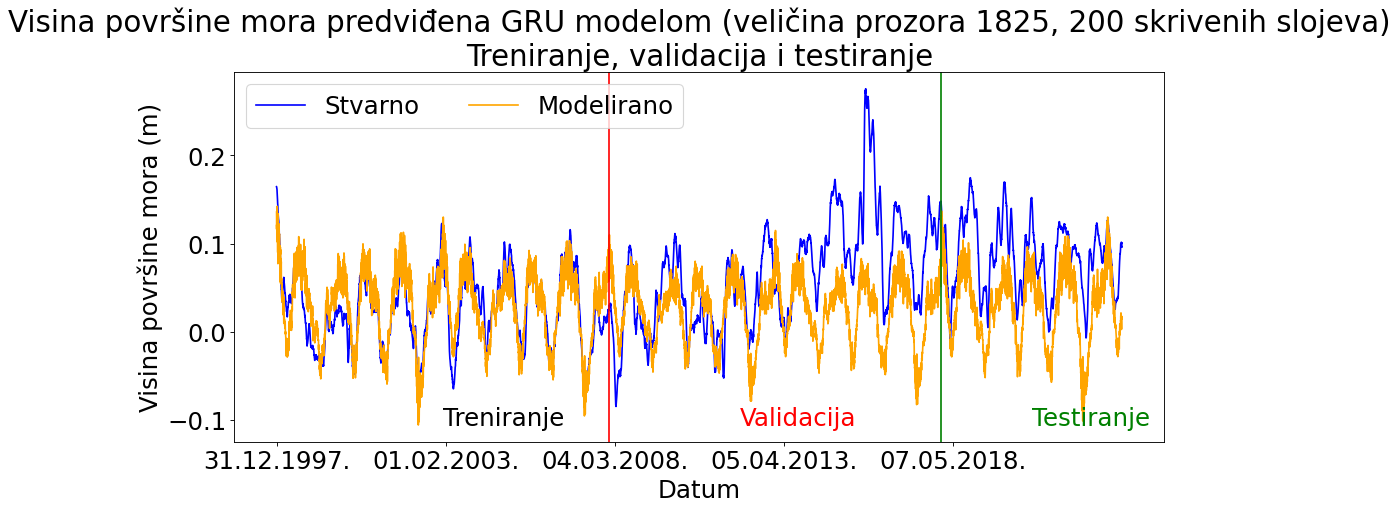 Visina površine mora predviđena GRU modelom (veličina prozora 1825, 200 skrivenih slojeva)
Treniranje, validacija i testiranje
Stvarno
Modelirano
Visina površine mora (m)
0.2
0.1
0.0
−0.1
Treniranje
Validacija
Testiranje
31.12.1997.
01.02.2003.
04.03.2008.
05.04.2013.
07.05.2018.
Datum